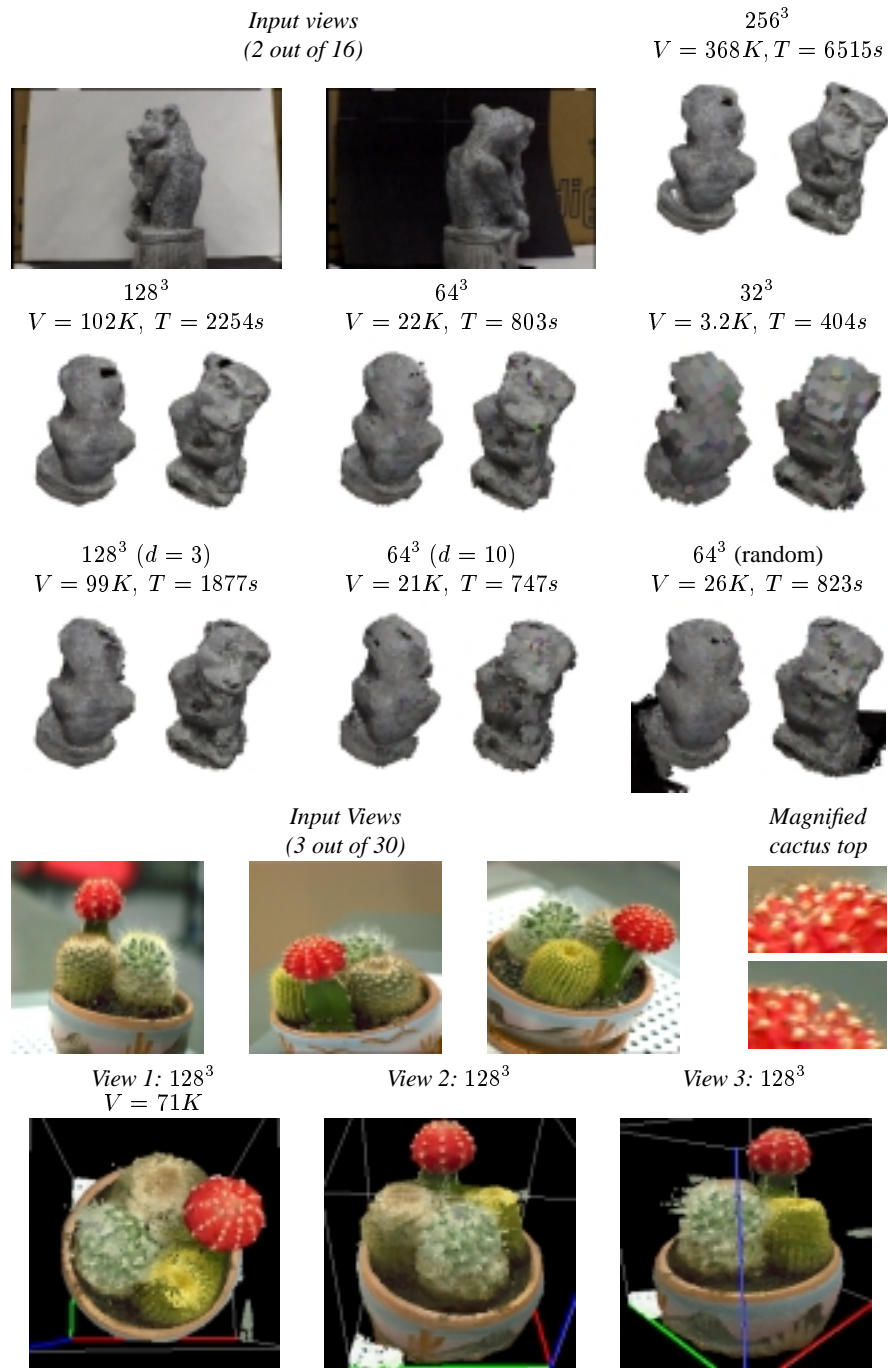 Input views
(2 out of 16)
256³
V = 368K, T = 6515s
128³
V = 102K, T = 2254s
64³
V = 22K, T = 803s
32³
V = 3.2K, T = 404s
128³ (d = 3)
V = 99K, T = 1877s
64³ (d = 10)
V = 21K, T = 747s
64³ (random)
V = 26K, T = 823s
Input Views
(3 out of 30)
Magnified
cactus top
View 1: 128³
V = 71K
View 2: 128³
View 3: 128³